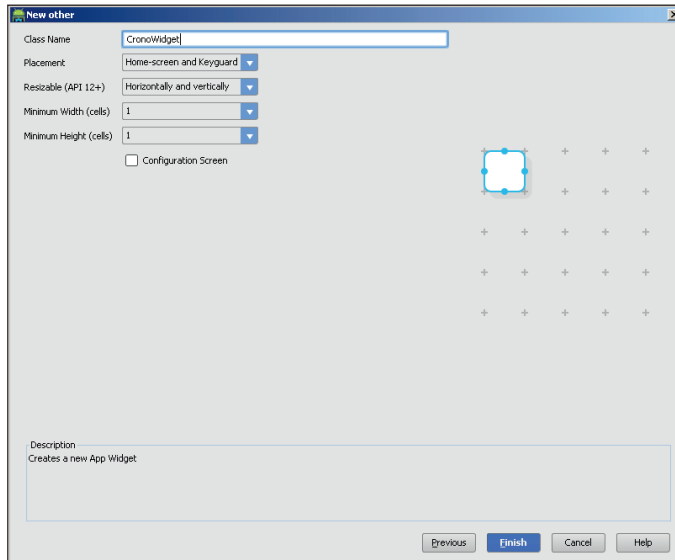 New other
Class Name CronoWidget
Placement Home-screen and Keyguard
Resizable (API 12+) Horizontally and vertically
Minimum Width (cells) 1
Minimum Height (cells) 1
Configuration Screen
Description
Creates a new App Widget
Previous Finish Cancel Help